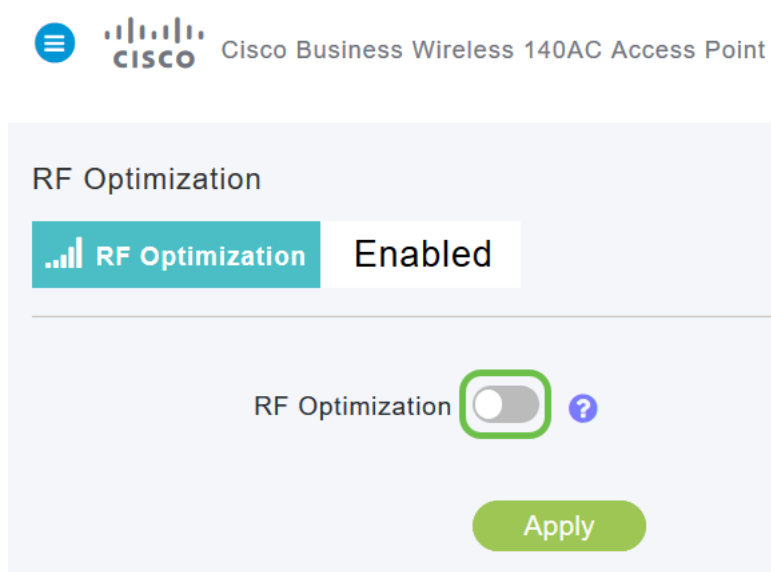 CISCO Cisco Business Wireless 140AC Access Point
RF Optimization
RF Optimization Enabled
RF Optimization ?
Apply